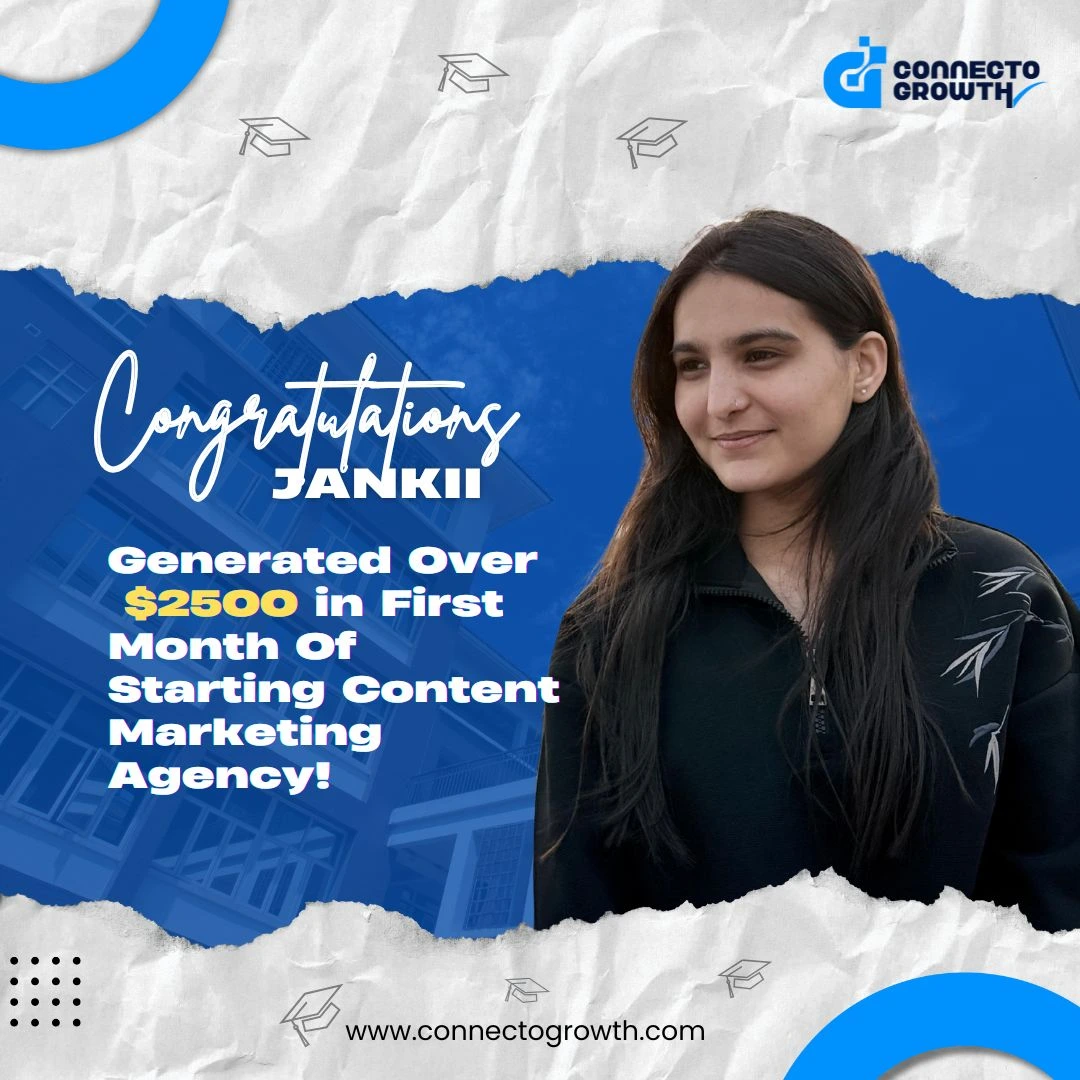 CONNECTO
GROWTH
Congratulations
JANKII
Generated Over
$2500 in First
Month Of
Starting Content
Marketing
Agency!
www.connectogrowth.com